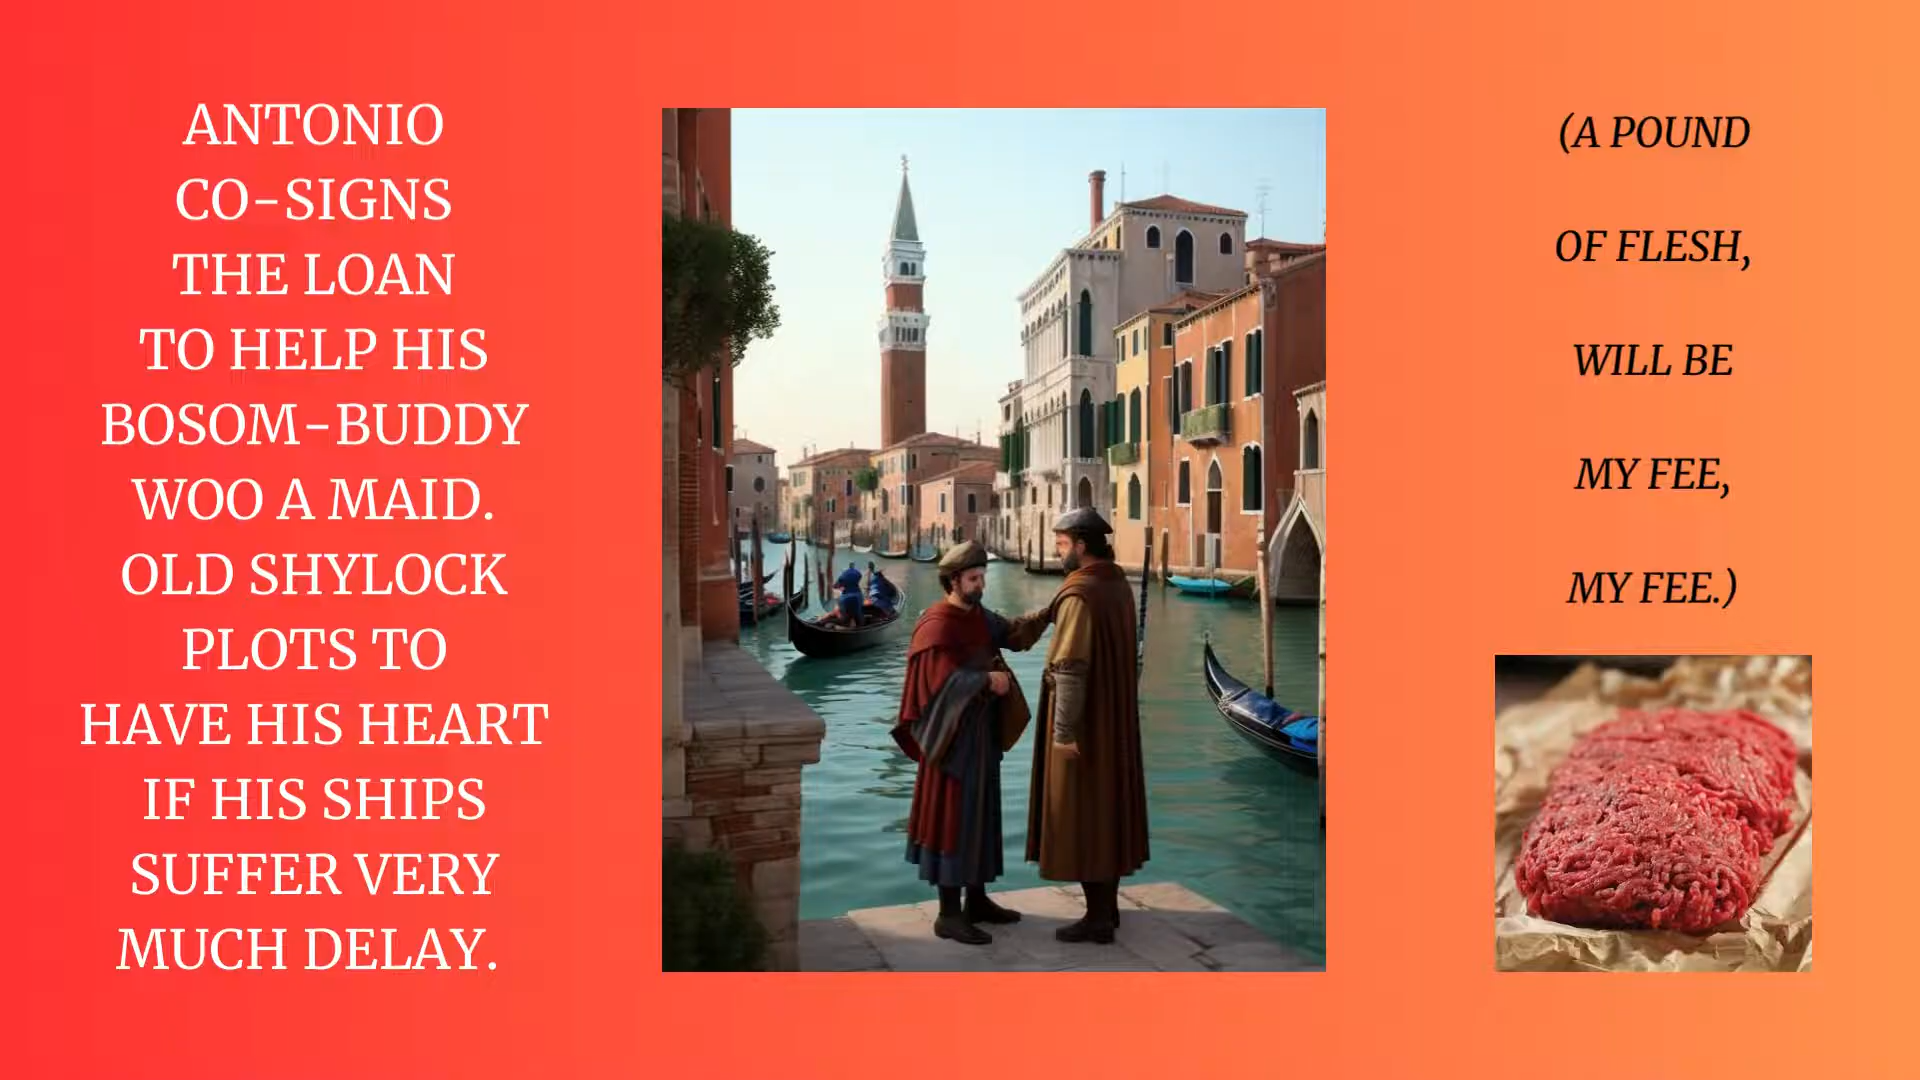 ANTONIO
CO-SIGNS
THE LOAN
TO HELP HIS
BOSOM-BUDDY
WOO A MAID.
OLD SHYLOCK
PLOTS TO
HAVE HIS HEART
IF HIS SHIPS
SUFFER VERY
MUCH DELAY.
(A POUND
OF FLESH,
WILL BE
MY FEE,
MY FEE.)